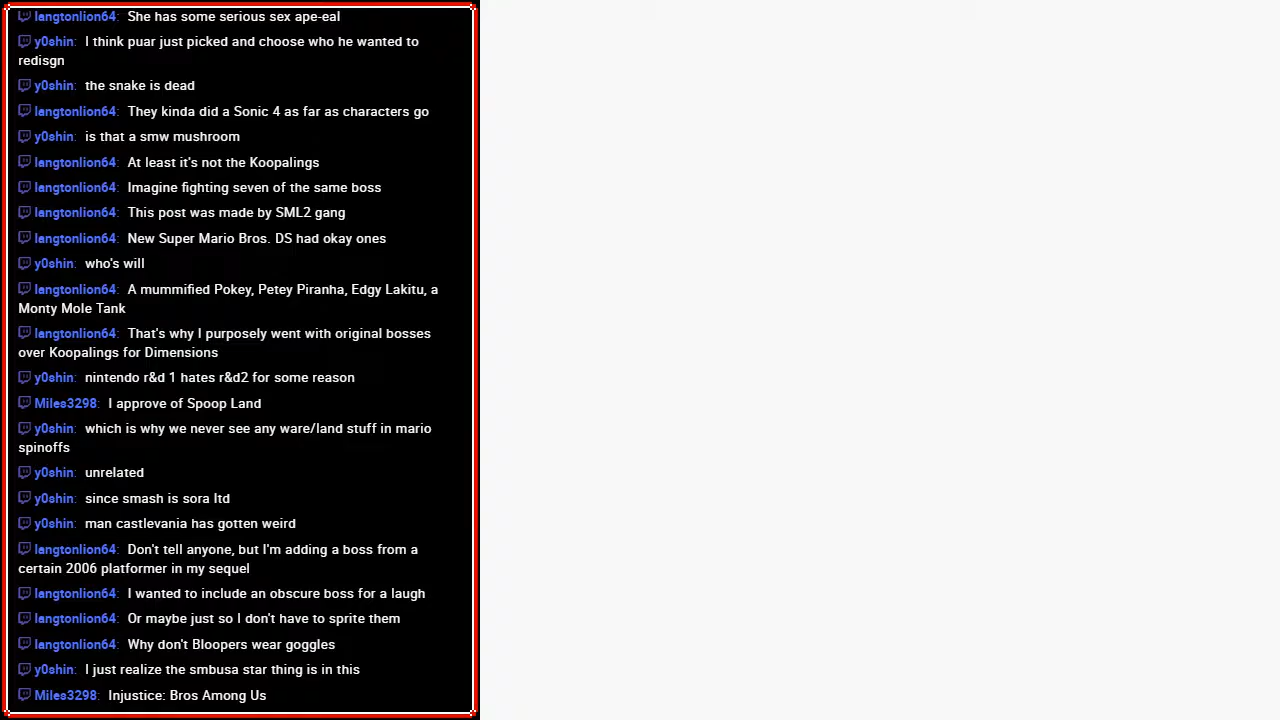 langtonlion64: She has some serious sex ape-eal
y0shin: I think puar just picked and choose who he wanted to
redisgn
y0shin: the snake is dead
langtonlion64: They kinda did a Sonic 4 as far as characters go
y0shin: is that a smw mushroom
langtonlion64: At least it's not the Koopalings
langtonlion64: Imagine fighting seven of the same boss
langtonlion64: This post was made by SML2 gang
langtonlion64: New Super Mario Bros. DS had okay ones
y0shin: who's will
langtonlion64: A mummified Pokey, Petey Piranha, Edgy Lakitu, a
Monty Mole Tank
langtonlion64: That's why I purposely went with original bosses
over Koopalings for Dimensions
y0shin: nintendo r&d 1 hates r&d2 for some reason
Miles3298: I approve of Spoop Land
y0shin: which is why we never see any ware/land stuff in mario
spinoffs
y0shin: unrelated
y0shin: since smash is sora ltd
y0shin: man castlevania has gotten weird
langtonlion64: Don't tell anyone, but I'm adding a boss from a
certain 2006 platformer in my sequel
langtonlion64: I wanted to include an obscure boss for a laugh
langtonlion64: Or maybe just so I don't have to sprite them
langtonlion64: Why don't Bloopers wear goggles
y0shin: I just realize the smbusa star thing is in this
Miles3298: Injustice: Bros Among Us